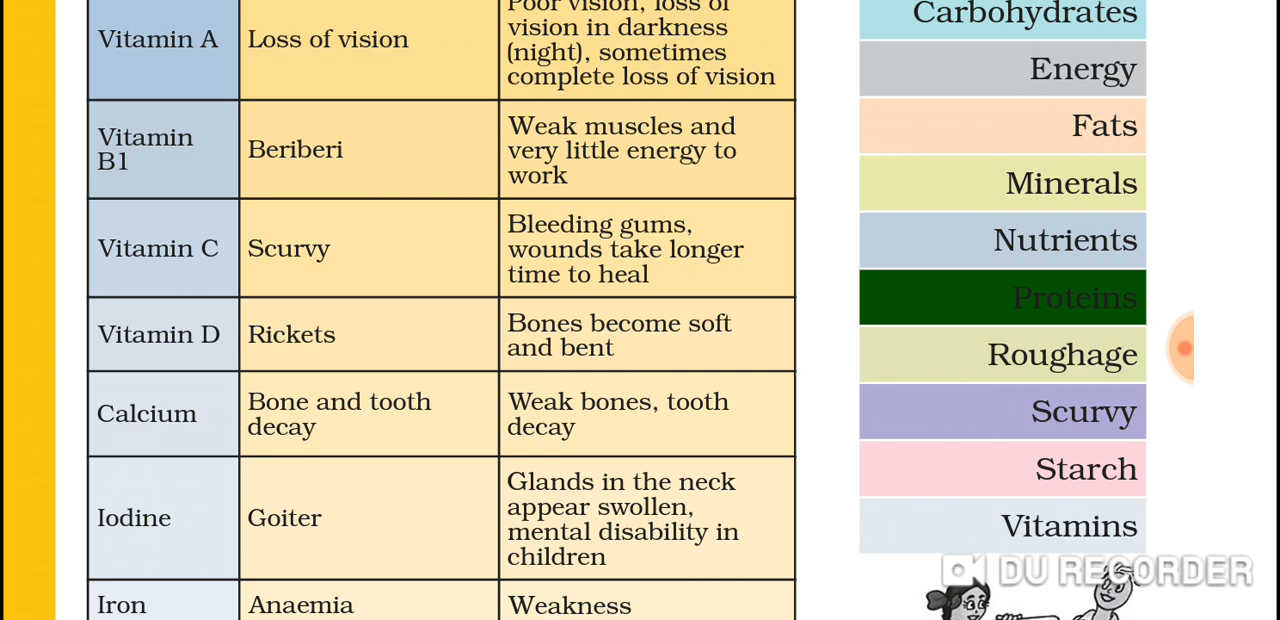 Vitamin A
Loss of vision
Poor vision, loss of
vision in darkness
(night), sometimes
complete loss of vision
Vitamin
B1
Beriberi
Weak muscles and
very little energy to
work
Vitamin C
Scurvy
Bleeding gums,
wounds take longer
time to heal
Vitamin D
Rickets
Bones become soft
and bent
Calcium
Bone and tooth
decay
Weak bones, tooth
decay
Iodine
Goiter
Glands in the neck
appear swollen,
mental disability in
children
Iron
Anaemia
Weakness
Carbohydrates
Energy
Fats
Minerals
Nutrients
Proteins
Roughage
Scurvy
Starch
Vitamins
DU RECORDER